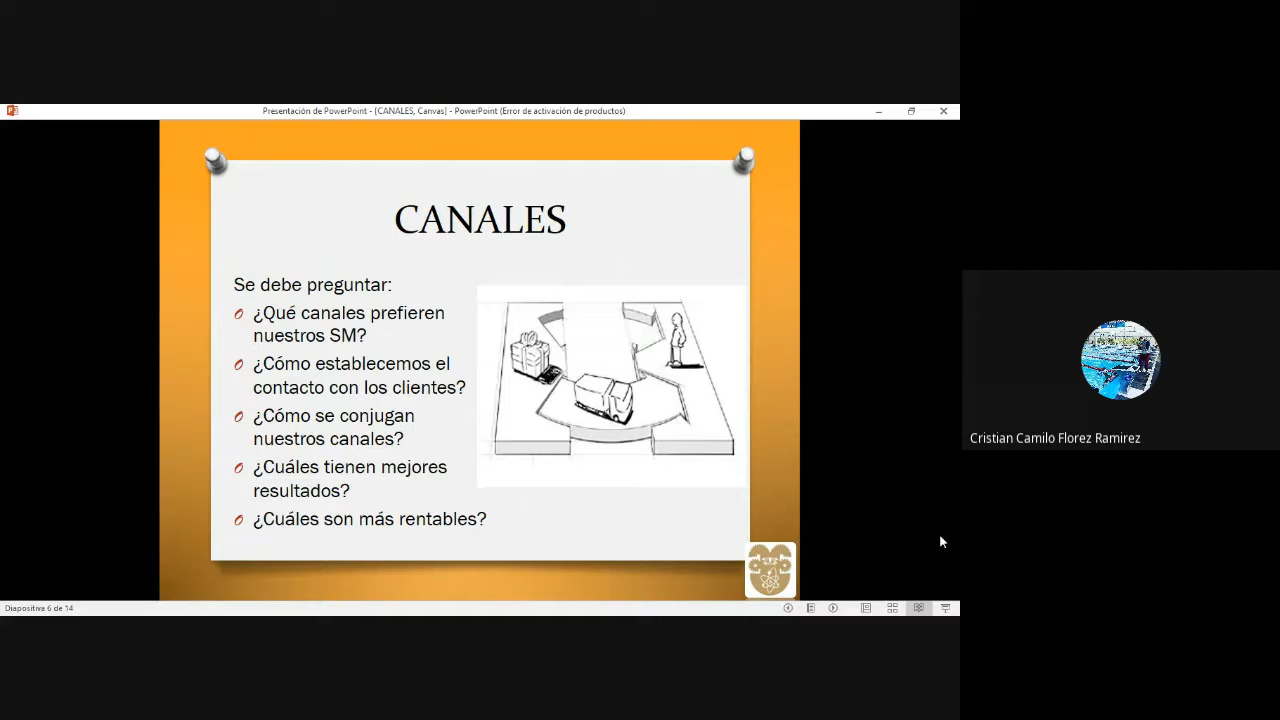 Presentación de PowerPoint - [CANALES, Canvas] - PowerPoint (Error de activación de productos)
CANALES
Se debe preguntar:
¿Qué canales prefieren
nuestros SM?
¿Cómo establecemos el
contacto con los clientes?
¿Cómo se conjugan
nuestros canales?
¿Cuáles tienen mejores
resultados?
¿Cuáles son más rentables?
Cristian Camilo Florez Ramirez
Diapositiva 6 de 14